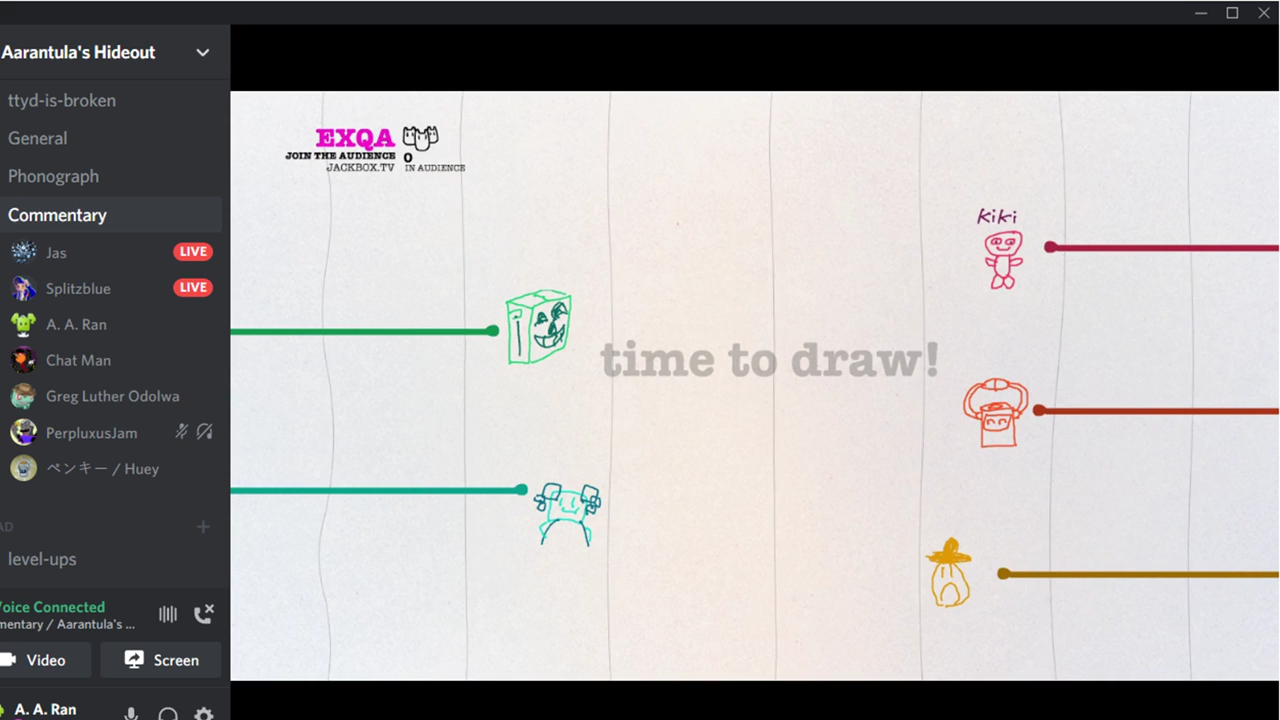 Aarantula's Hideout
ttyd-is-broken
General
Phonograph
Commentary
Jas LIVE
Splitzblue LIVE
A. A. Ran
Chat Man
Greg Luther Odolwa
PerpluxusJam
ペンキー / Huey
AD
level-ups
Voice Connected
mentary / Aarantula's ...
Video
Screen
A. A. Ran
EXQA
JOIN THE AUDIENCE
JACKBOX.TV
0
IN AUDIENCE
time to draw!
kiki